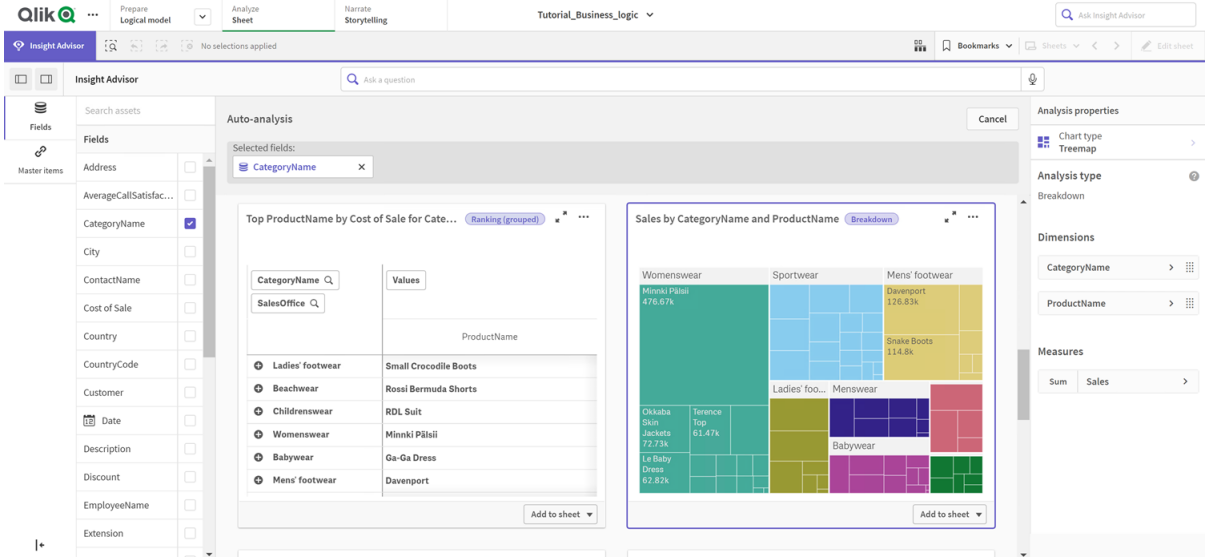 Qlik
Prepare
Logical model
Analyze
Sheet
Narrate
Storytelling
Tutorial_Business_logic
Ask Insight Advisor
Insight Advisor
No selections applied
Bookmarks
Sheets
Edit sheet
Insight Advisor
Ask a question
Fields
Master items
Search assets
Fields
Address
AverageCallSatisfac...
CategoryName
City
ContactName
Cost of Sale
Country
CountryCode
Customer
Date
Description
Discount
EmployeeName
Extension
Auto-analysis
Cancel
Selected fields:
CategoryName
Top ProductName by Cost of Sale for Cate...
Ranking (grouped)
CategoryName
SalesOffice
Values
ProductName
Ladies' footwear
Small Crocodile Boots
Beachwear
Rossi Bermuda Shorts
Childrenswear
RDL Suit
Womenswear
Minnki Pälsii
Babywear
Ga-Ga Dress
Mens' footwear
Davenport
Add to sheet
Sales by CategoryName and ProductName
Breakdown
Womenswear
Sportwear
Mens' footwear
Minnki Pälsii
476.67k
Davenport
126.83k
Snake Boots
114.8k
Ladies' foo...
Menswear
Okkaba
Skin
Jackets
72.73k
Terence
Top
61.47k
Babywear
Le Baby
Dress
62.82k
Add to sheet
Analysis properties
Chart type
Treemap
Analysis type
Breakdown
Dimensions
CategoryName
ProductName
Measures
Sum
Sales